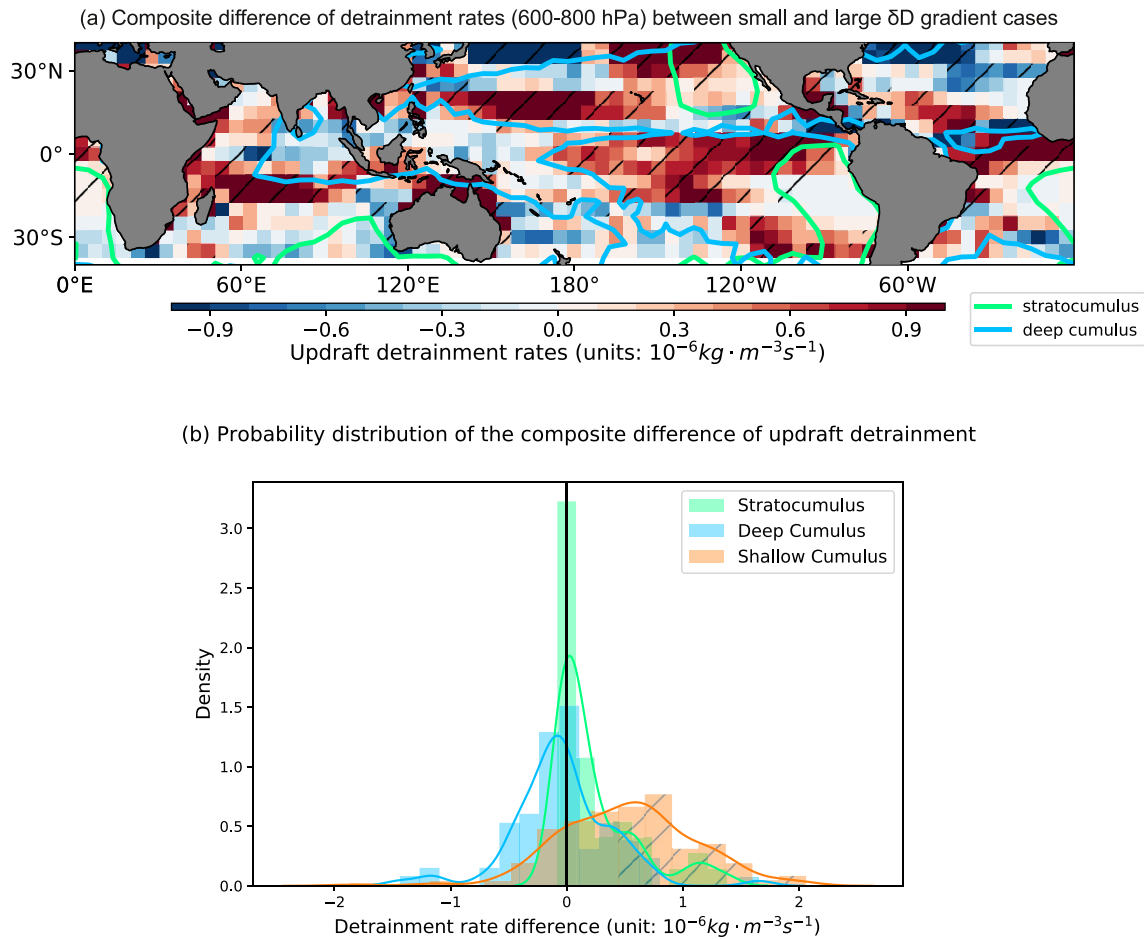 (a) Composite difference of detrainment rates (600-800 hPa) between small and large δD gradient cases
30°N
0°
30°S
0°E 60°E 120°E 180° 120°W 60°W
−0.9 −0.6 −0.3 0.0 0.3 0.6 0.9
Updraft detrainment rates (units: 10⁻⁶kg · m⁻³s⁻¹)
stratocumulus
deep cumulus
(b) Probability distribution of the composite difference of updraft detrainment
Stratocumulus
Deep Cumulus
Shallow Cumulus
Density
3.0
2.5
2.0
1.5
1.0
0.5
0.0
−2 −1 0 1 2
Detrainment rate difference (unit: 10⁻⁶kg · m⁻³s⁻¹)